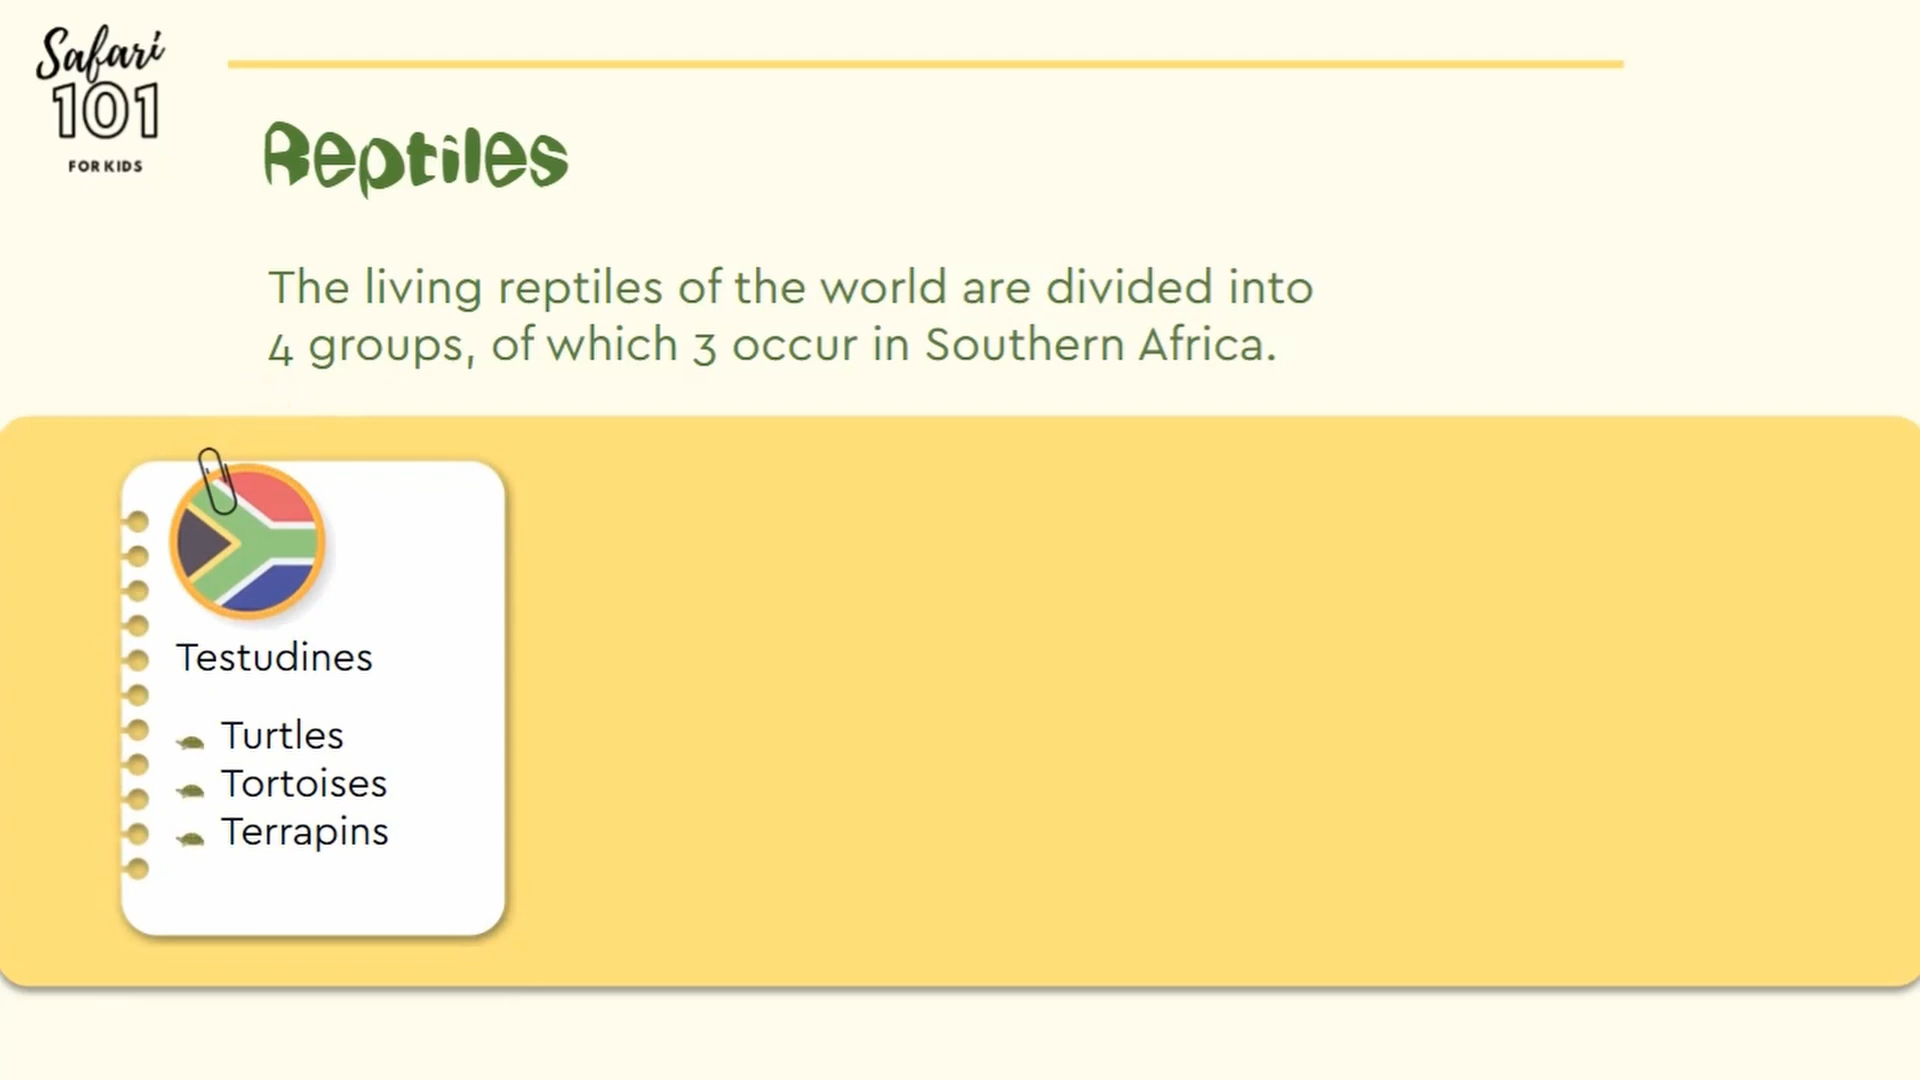 Safari
101
FOR KIDS
Reptiles
The living reptiles of the world are divided into
4 groups, of which 3 occur in Southern Africa.
Testudines
Turtles
Tortoises
Terrapins